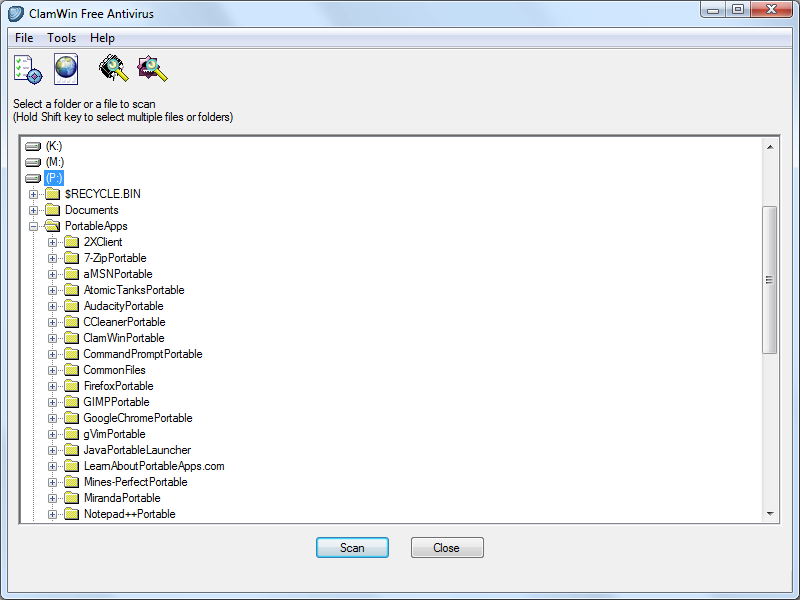 ClamWin Free Antivirus
File Tools Help
Select a folder or a file to scan
(Hold Shift key to select multiple files or folders)
(K:)
(M:)
(P:)
$RECYCLE.BIN
Documents
PortableApps
2XClient
7-ZipPortable
aMSNPortable
AtomicTanksPortable
AudacityPortable
CCleanerPortable
ClamWinPortable
CommandPromptPortable
CommonFiles
FirefoxPortable
GIMPPortable
GoogleChromePortable
gVimPortable
JavaPortableLauncher
LearnAboutPortableApps.com
Mines-PerfectPortable
MirandaPortable
Notepad++Portable
Scan Close